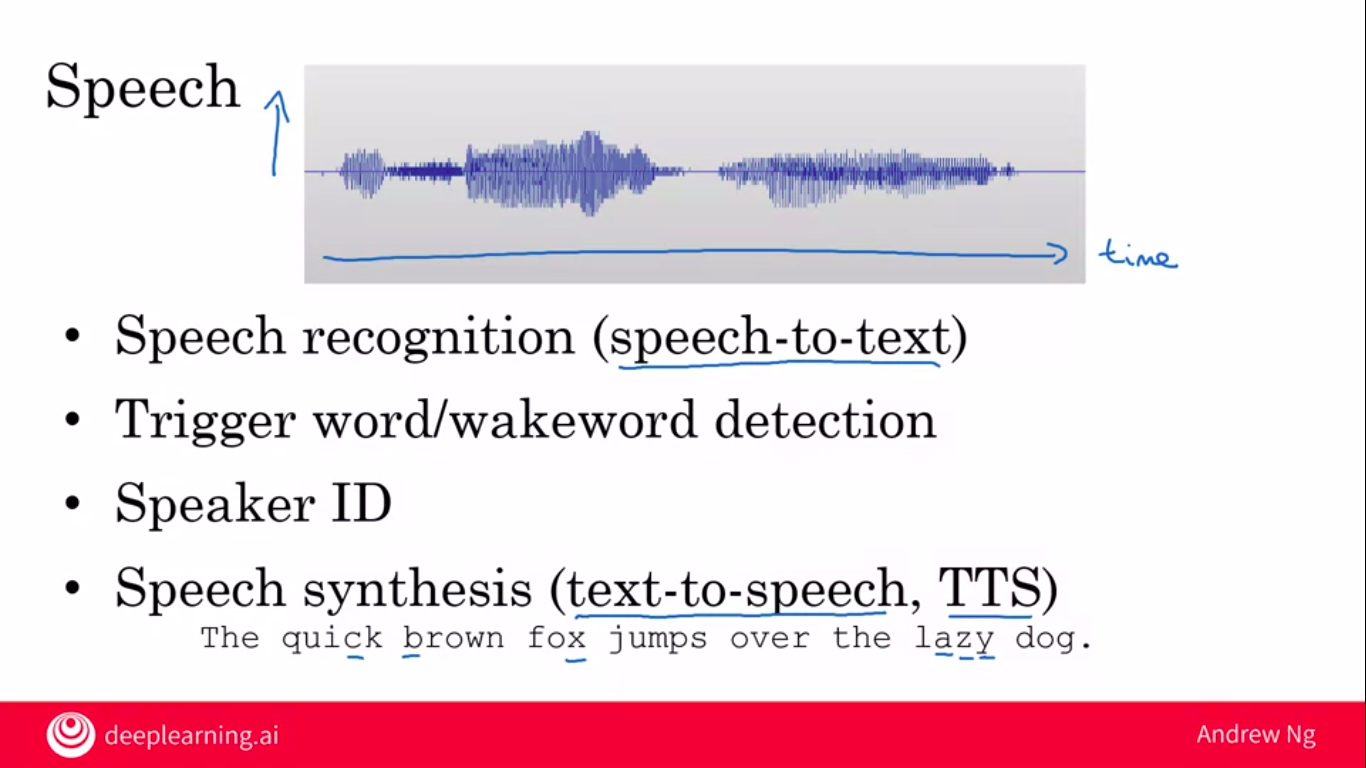 Speech
time
• Speech recognition (speech-to-text)
• Trigger word/wakeword detection
• Speaker ID
• Speech synthesis (text-to-speech, TTS)
The quick brown fox jumps over the lazy dog.
deeplearning.ai
Andrew Ng